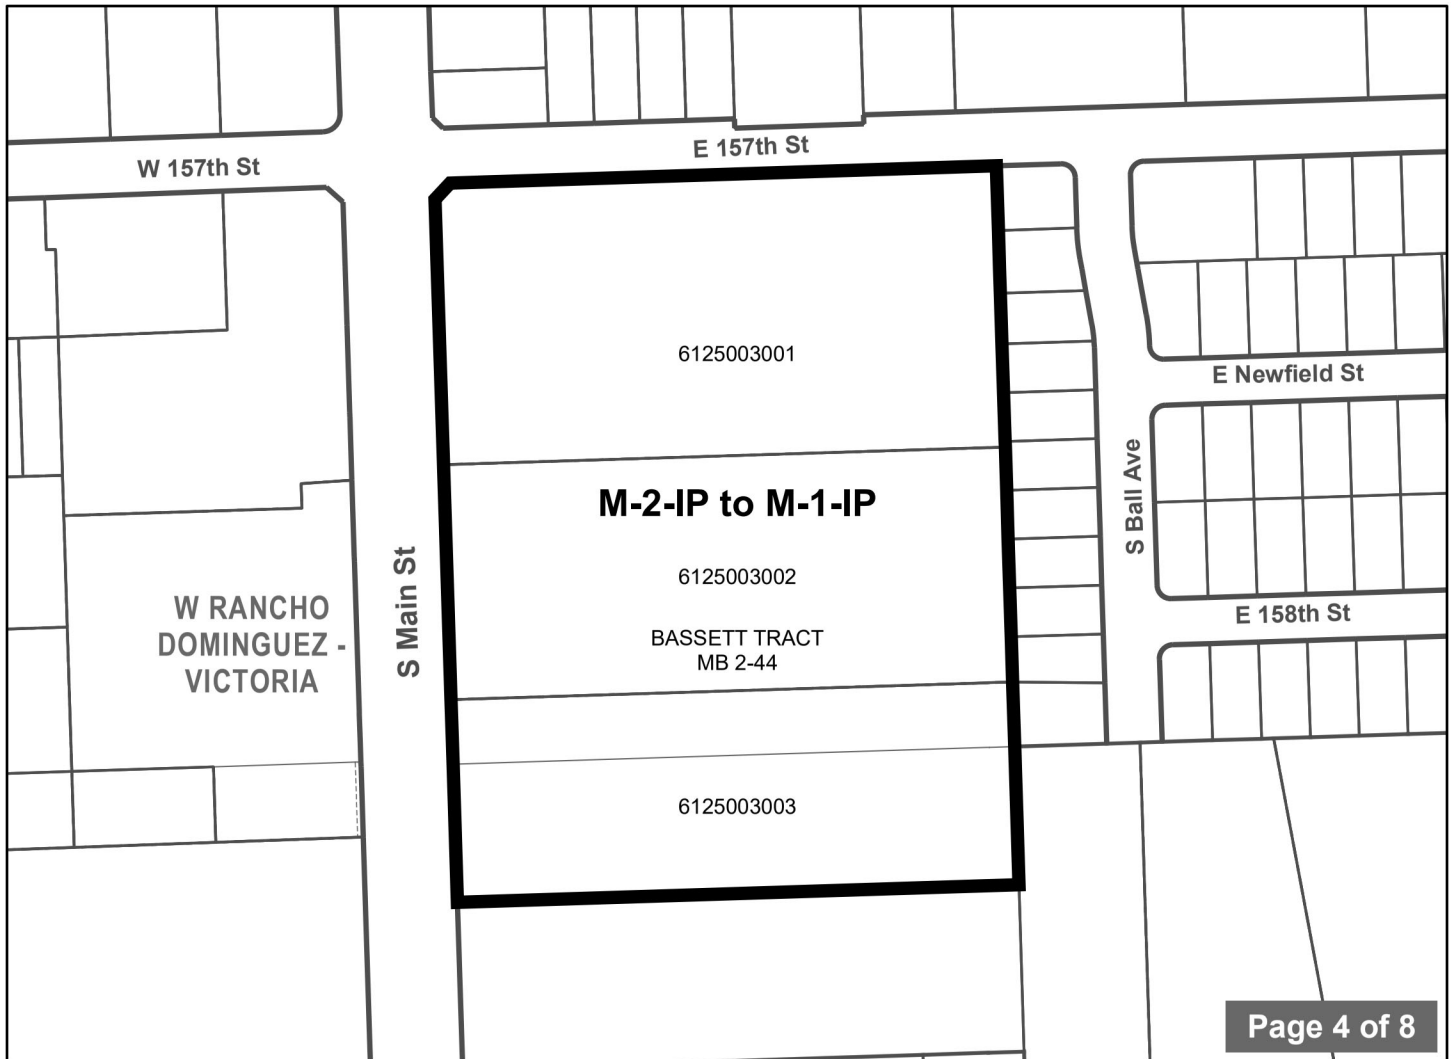 W 157th St
E 157th St
6125003001
E Newfield St
M-2-IP to M-1-IP
S Ball Ave
6125003002
S Main St
W RANCHO
DOMINGUEZ -
VICTORIA
E 158th St
BASSETT TRACT
MB 2-44
6125003003
Page 4 of 8